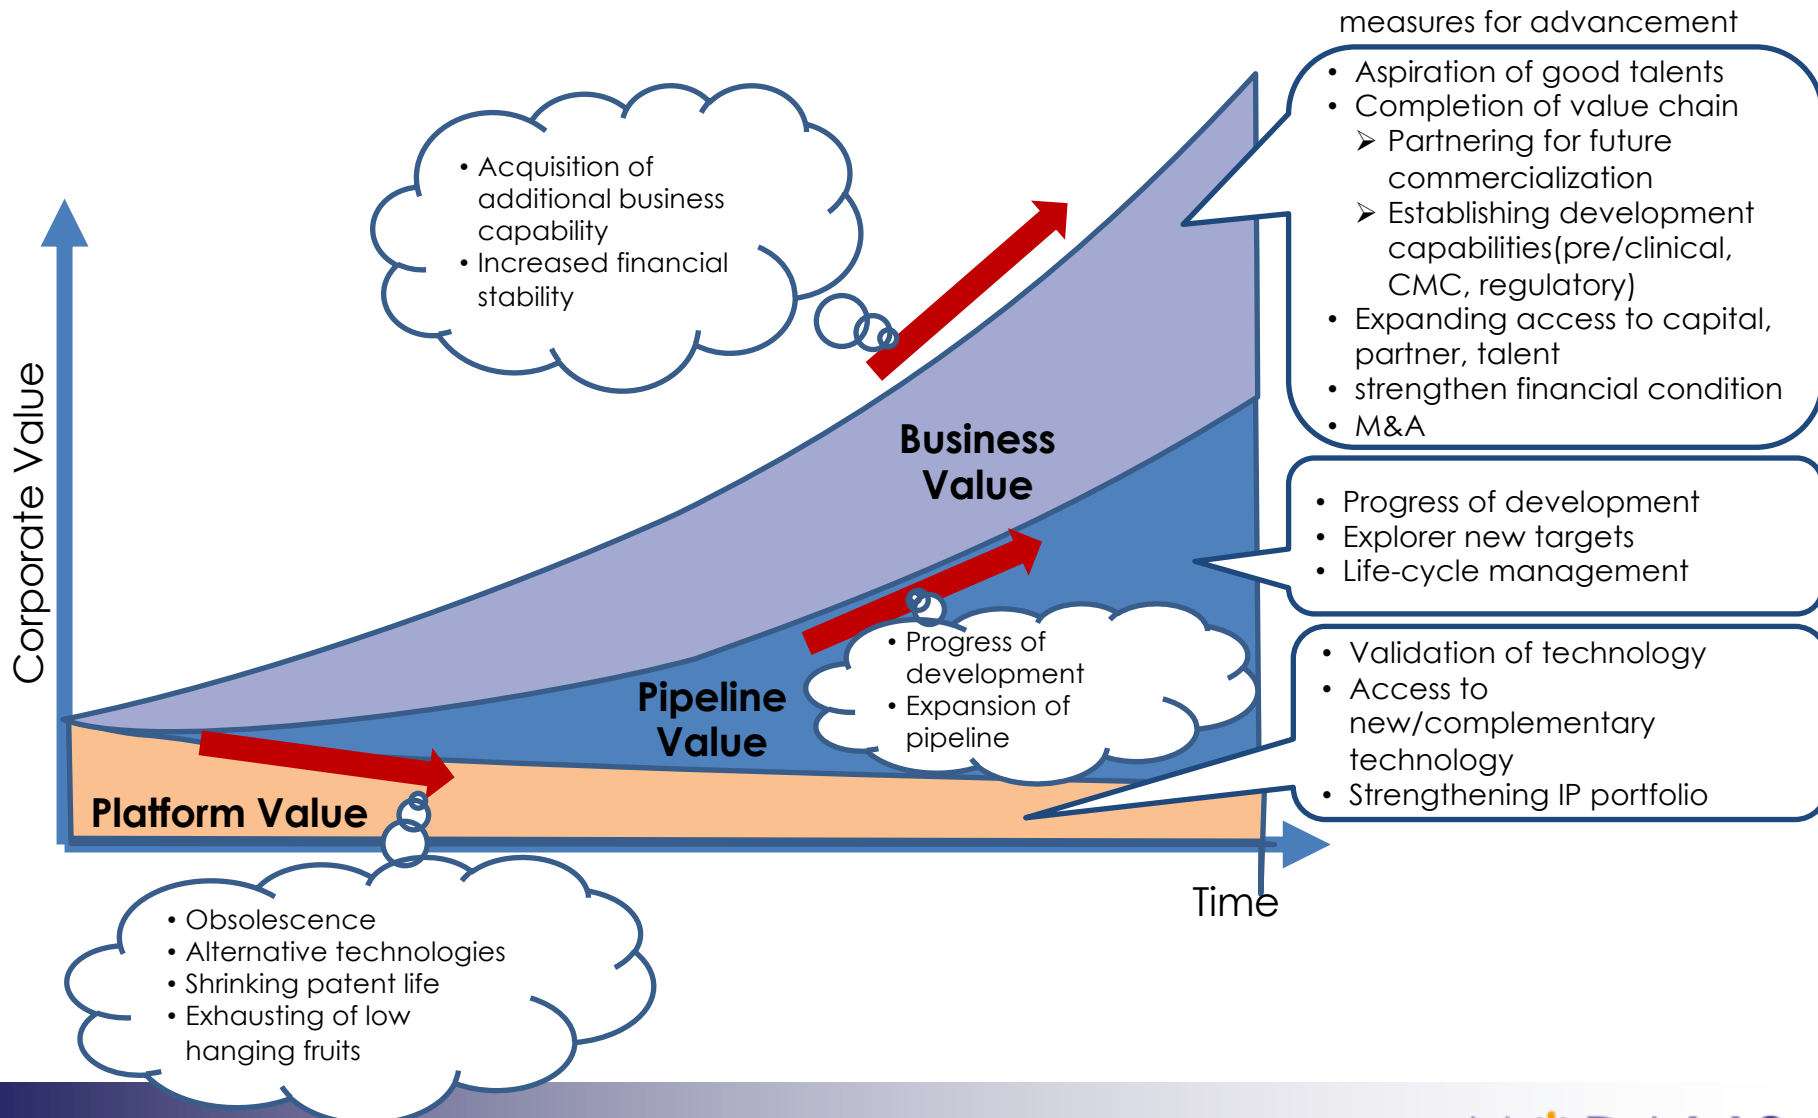 measures for advancement
• Aspiration of good talents
• Completion of value chain
➢ Partnering for future
commercialization
➢ Establishing development
capabilities(pre/clinical,
CMC, regulatory)
• Expanding access to capital,
partner, talent
• strengthen financial condition
• M&A
• Acquisition of
additional business
capability
• Increased financial
stability
Corporate Value
Business
Value
• Progress of development
• Explorer new targets
• Life-cycle management
Pipeline
Value
• Progress of
development
• Expansion of
pipeline
• Validation of technology
• Access to
new/complementary
technology
• Strengthening IP portfolio
Platform Value
Time
• Obsolescence
• Alternative technologies
• Shrinking patent life
• Exhausting of low
hanging fruits